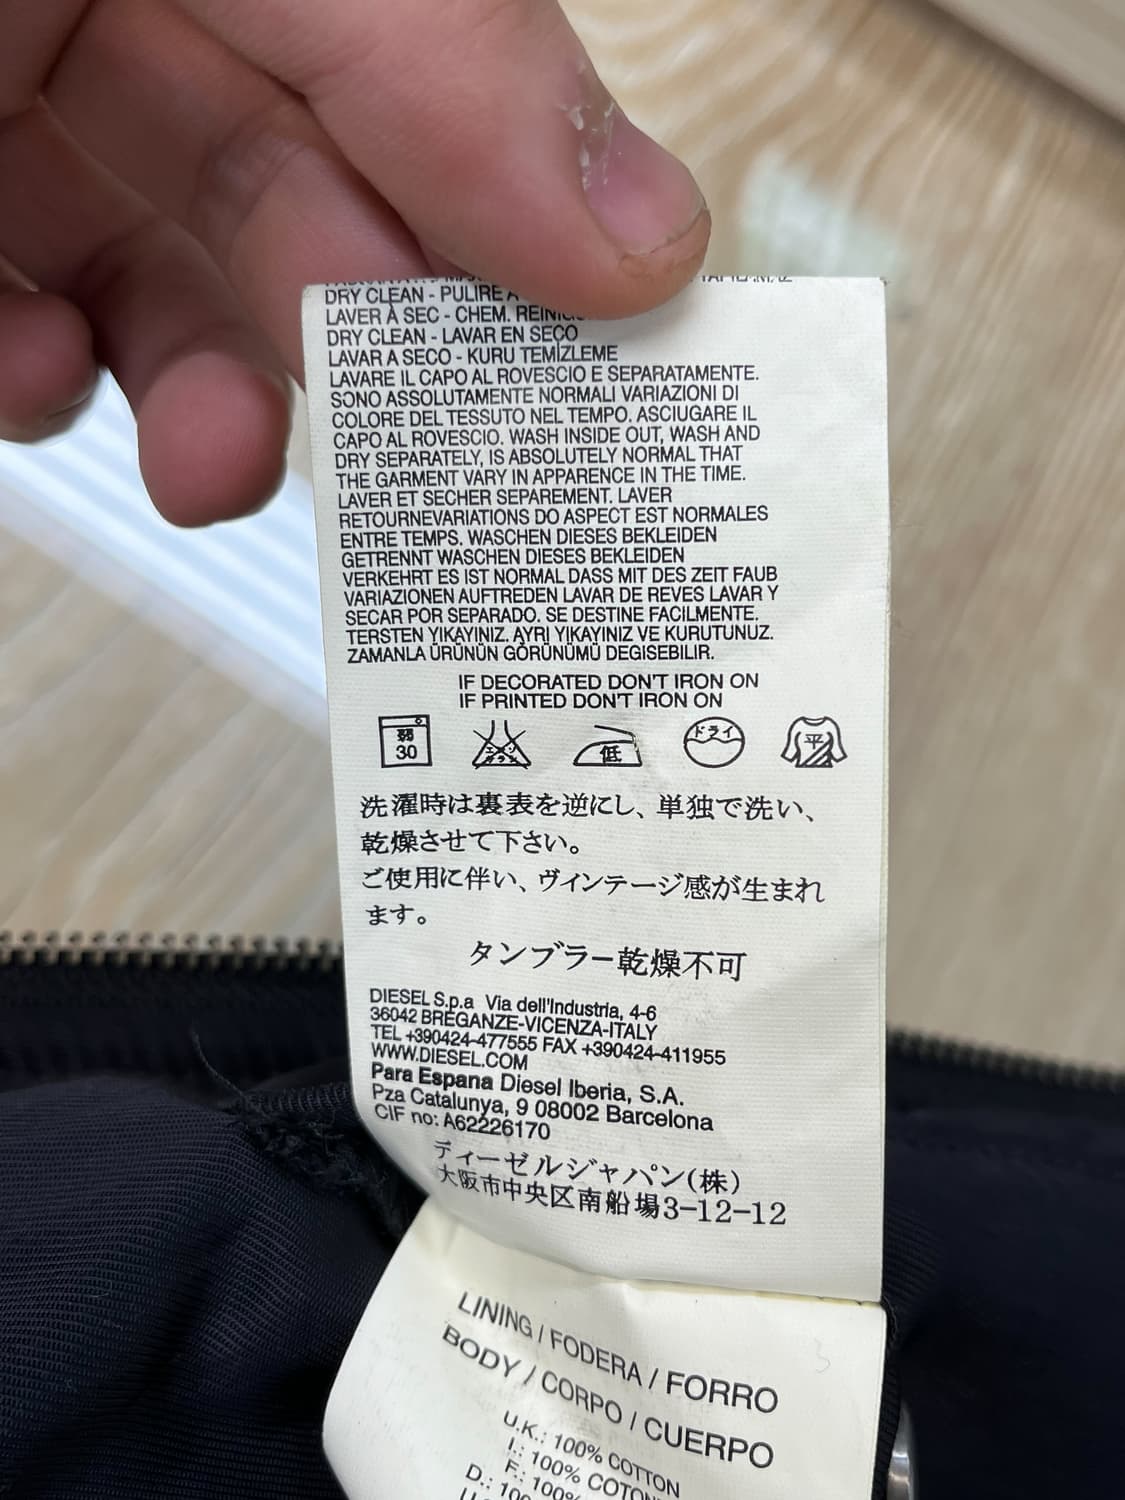 DRY CLEAN - PULIRE A
LAVER À SEC - CHEM. REINIG
DRY CLEAN - LAVAR EN SECO
LAVAR A SECO - KURU TEMİZLEME
LAVARE IL CAPO AL ROVESCIO E SEPARATAMENTE.
SONO ASSOLUTAMENTE NORMALI VARIAZIONI DI
COLORE DEL TESSUTO NEL TEMPO. ASCIUGARE IL
CAPO AL ROVESCIO. WASH INSIDE OUT, WASH AND
DRY SEPARATELY, IS ABSOLUTELY NORMAL THAT
THE GARMENT VARY IN APPARENCE IN THE TIME.
LAVER ET SECHER SEPAREMENT. LAVER
RETOURNEVARIATIONS DO ASPECT EST NORMALES
ENTRE TEMPS. WASCHEN DIESES BEKLEIDEN
GETRENNT WASCHEN DIESES BEKLEIDEN
VERKEHRT ES IST NORMAL DASS MIT DES ZEIT FAUB
VARIAZIONEN AUFTREDEN LAVAR DE REVES LAVAR Y
SECAR POR SEPARADO. SE DESTINE FACILMENTE.
TERSTEN YIKAYINIZ. AYRI YIKAYINIZ VE KURUTUNUZ.
ZAMANLA ÜRÜNÜN GÖRÜNÜMÜ DEGISEBILIR.
IF DECORATED DON'T IRON ON
IF PRINTED DON'T IRON ON
弱 30 エンソサラシ 低 ドライ 平
洗濯時は裏表を逆にし、単独で洗い、
乾燥させて下さい。
ご使用に伴い、ヴィンテージ感が生まれ
ます。
タンブラー乾燥不可
DIESEL S.p.a Via dell'Industria, 4-6
36042 BREGANZE-VICENZA-ITALY
TEL +390424-477555 FAX +390424-411955
WWW.DIESEL.COM
Para Espana Diesel Iberia, S.A.
Pza Catalunya, 9 08002 Barcelona
CIF no: A62226170
ディーゼルジャパン(株)
大阪市中央区南船場3-12-12
LINING / FODERA / FORRO
BODY / CORPO / CUERPO
U.K.: 100% COTTON
I.: 100% COTON
F.: 100%
D.: 100